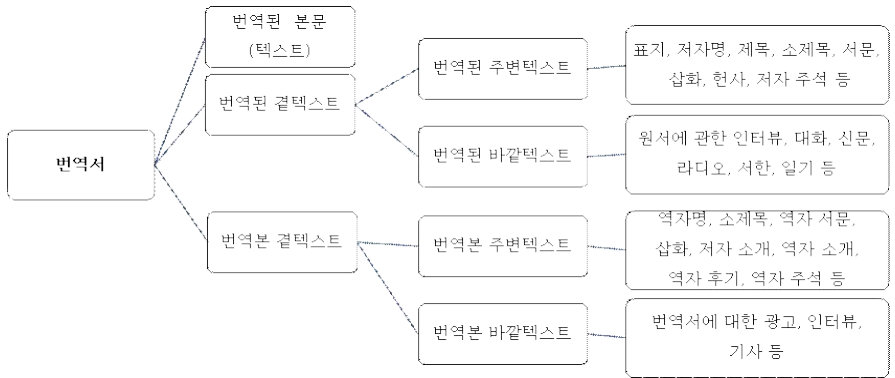 번역서
번역된 본문
(텍스트)
번역된 곁텍스트
번역된 주변텍스트
표지, 저자명, 제목, 소제목, 서문,
삽화, 헌사, 저자 주석 등
번역된 바깥텍스트
원서에 관한 인터뷰, 대화, 신문,
라디오, 서한, 일기 등
번역본 곁텍스트
번역본 주변텍스트
역자명, 소제목, 역자 서문,
삽화, 저자 소개, 역자 소개,
역자 후기, 역자 주석 등
번역본 바깥텍스트
번역서에 대한 광고, 인터뷰,
기사 등